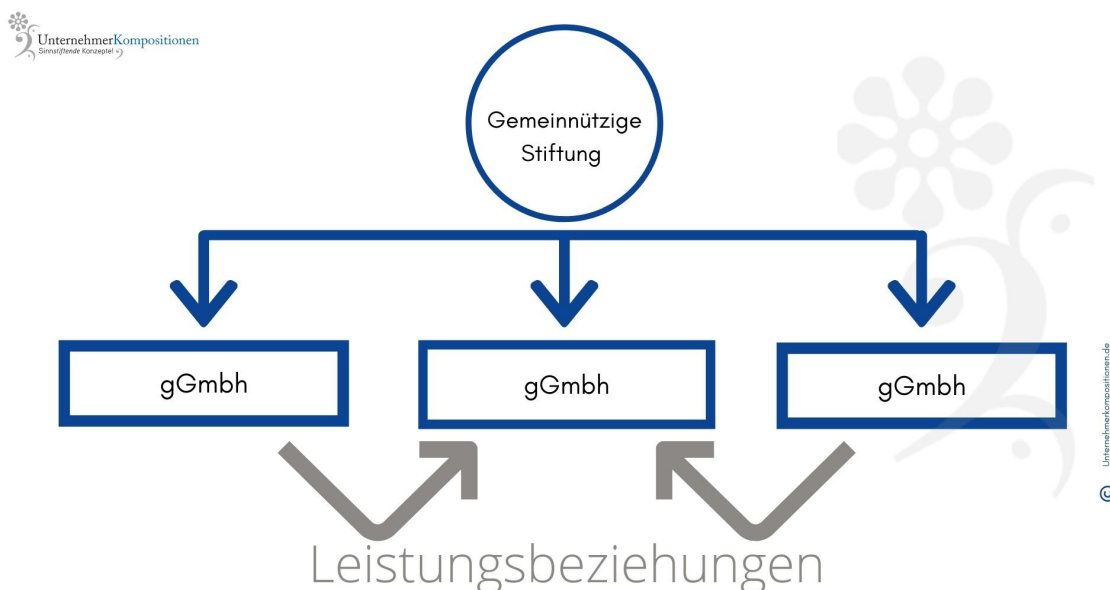 UnternehmerKompositionen
Sinnstiftende Konzepte!
Gemeinnützige
Stiftung
gGmbh
gGmbh
gGmbh
Leistungsbeziehungen
© Unternehmerkompositionen.de